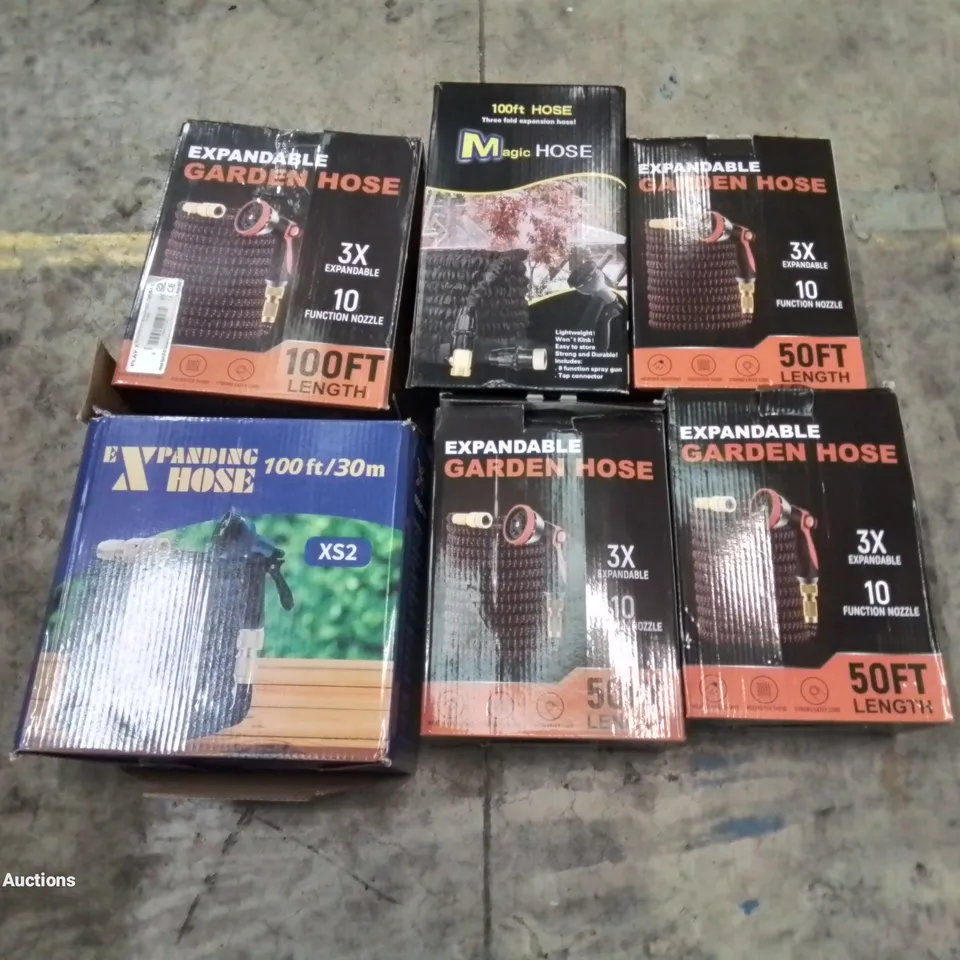 EXPANDABLE
GARDEN HOSE
3X
EXPANDABLE
10
FUNCTION NOZZLE
100FT
LENGTH
100ft HOSE
Three fold expansion hose!
Magic HOSE
Lightweight!
Won't Kink!
Easy to store
Strong and Durable!
Includes:
. 8 function spray gun
. Tap connector
EXPANDABLE
GARDEN HOSE
3X
EXPANDABLE
10
FUNCTION NOZZLE
50FT
LENGTH
EXPANDING
HOSE
100ft/30m
XS2
EXPANDABLE
GARDEN HOSE
3X
EXPANDABLE
10
EXPANDABLE
GARDEN HOSE
3X
EXPANDABLE
10
FUNCTION NOZZLE
50FT
LENGTH
Auctions